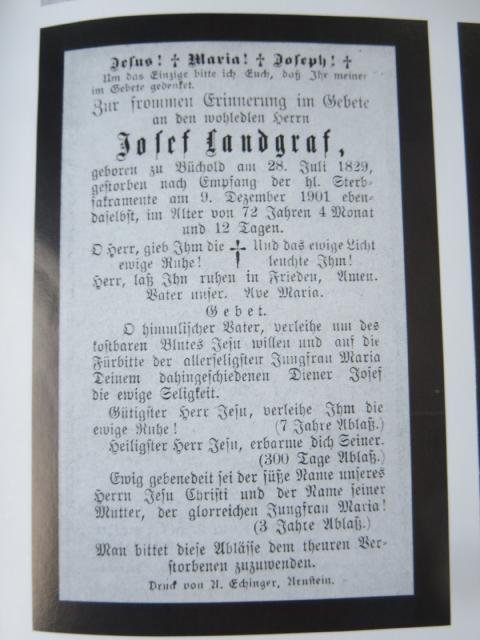 Jesus! ✝ Maria! ✝ Joseph! ✝
Um das Einzige bitte ich Euch, daß Ihr meiner
im Gebete gedenket.
Zur frommen Erinnerung im Gebete
an den wohledlen Herrn
Josef Landgraf,
geboren zu Büchold am 28. Juli 1829,
gestorben nach Empfang der hl. Sterb-
sakramente am 9. Dezember 1901 eben-
daselbst, im Alter von 72 Jahren 4 Monat
und 12 Tagen.
O Herr, gieb Ihm die ✝ Und das ewige Licht
ewige Ruhe! leuchte Ihm!
Herr, laß Ihn ruhen in Frieden, Amen.
Vater unser. Ave Maria.
Gebet.
O himmlischer Vater, verleihe um des
kostbaren Blutes Jesu willen und auf die
Fürbitte der allerseligsten Jungfrau Maria
Deinem dahingeschiedenen Diener Josef
die ewige Seligkeit.
Gütigster Herr Jesu, verleihe Ihm die
ewige Ruhe! (7 Jahre Ablaß.)
Heiligster Herr Jesu, erbarme dich Seiner.
(300 Tage Ablaß.)
Ewig gebenedeit sei der süße Name unseres
Herrn Jesu Christi und der Name seiner
Mutter, der glorreichen Jungfrau Maria!
(3 Jahre Ablaß.)
Man bittet diese Ablässe dem theuren Ver-
storbenen zuzuwenden.
Druck von A. Echinger, Arnstein.